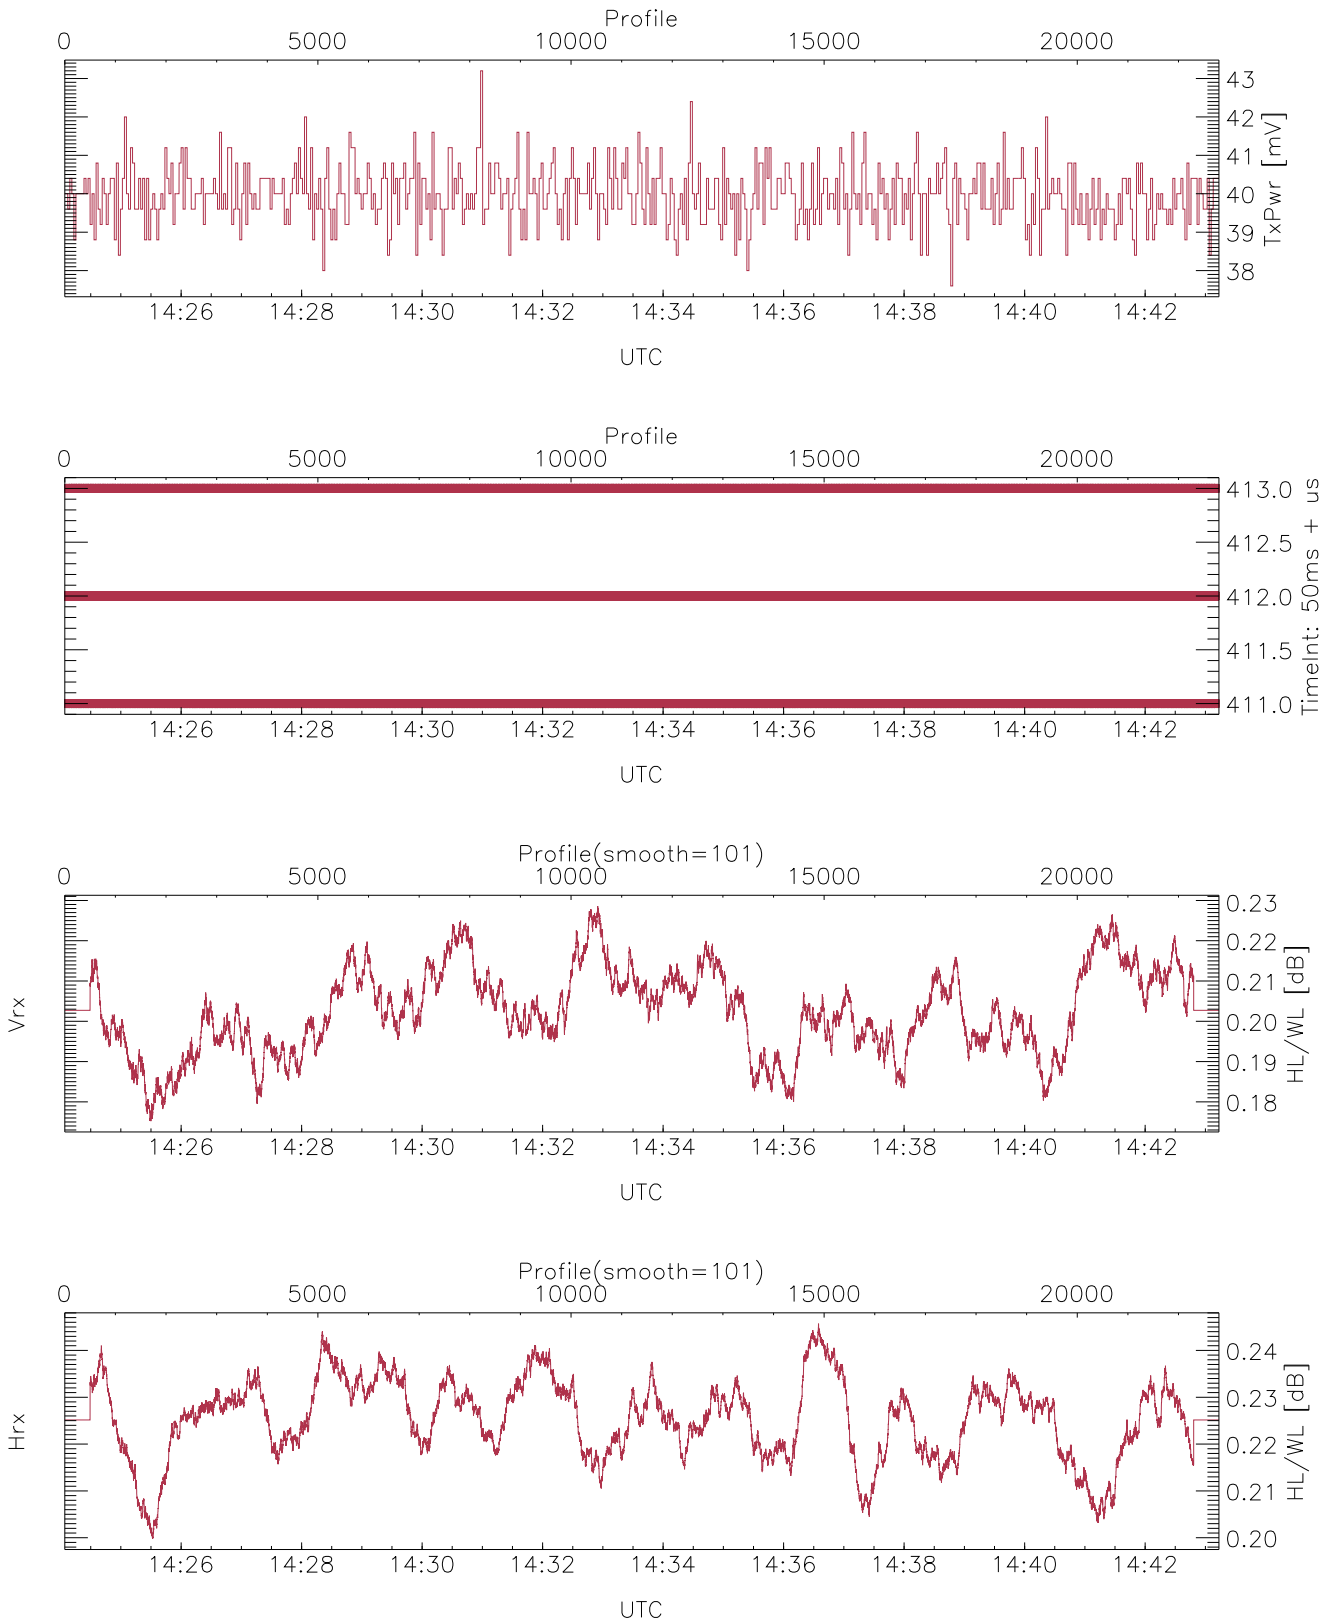 Profile
0 5000 10000 15000 20000
43
42
41
40
39
38
TxPwr [mV]
14:26 14:28 14:30 14:32 14:34 14:36 14:38 14:40 14:42
UTC
Profile
0 5000 10000 15000 20000
413.0
412.5
412.0
411.5
411.0
TimeInt: 50ms + us
14:26 14:28 14:30 14:32 14:34 14:36 14:38 14:40 14:42
UTC
Profile(smooth=101)
0 5000 10000 15000 20000
Vrx
0.23
0.22
0.21
0.20
0.19
0.18
HL/WL [dB]
14:26 14:28 14:30 14:32 14:34 14:36 14:38 14:40 14:42
UTC
Profile(smooth=101)
0 5000 10000 15000 20000
Hrx
0.24
0.23
0.22
0.21
0.20
HL/WL [dB]
14:26 14:28 14:30 14:32 14:34 14:36 14:38 14:40 14:42
UTC